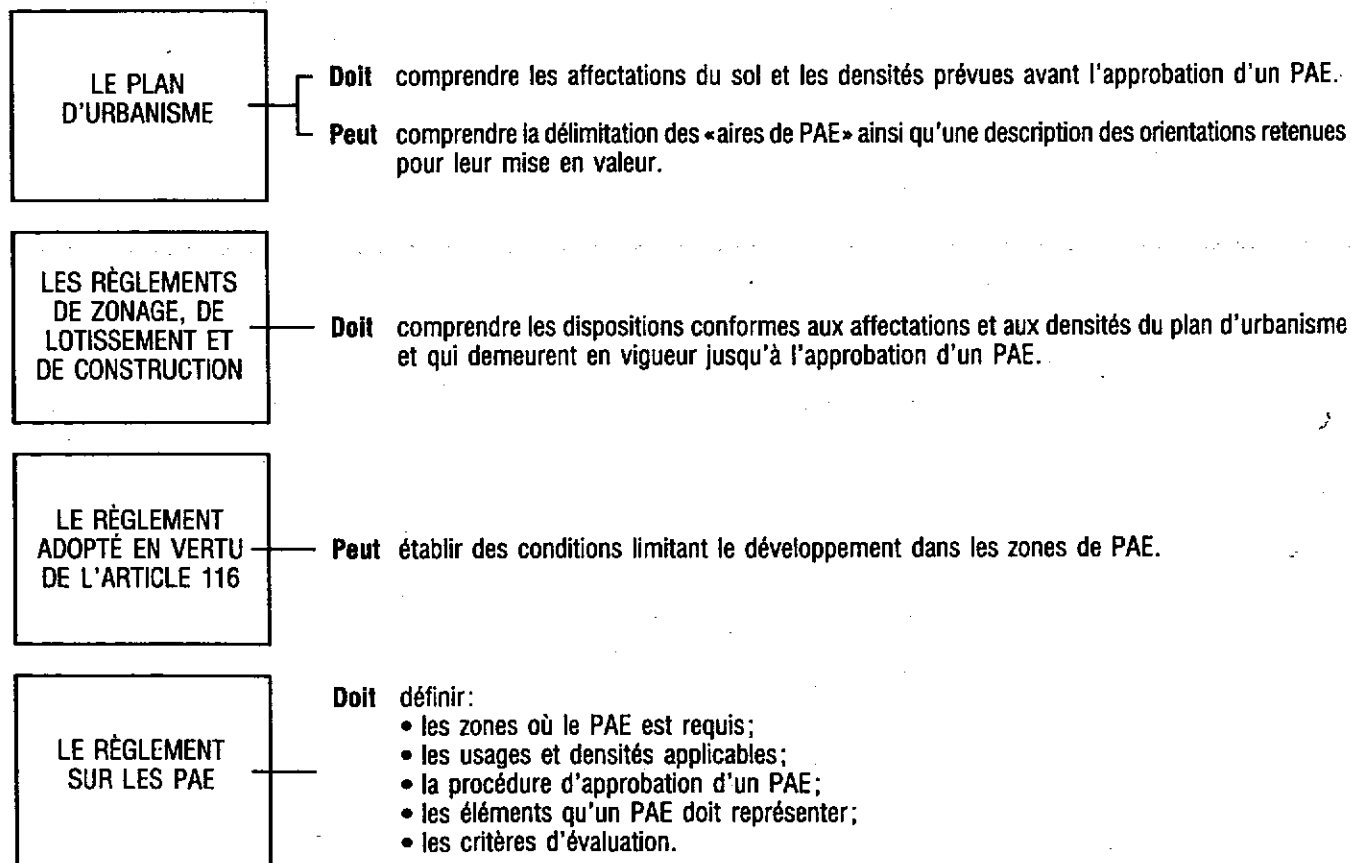 LE PLAN
D'URBANISME
Doit comprendre les affectations du sol et les densités prévues avant l'approbation d'un PAE.
Peut comprendre la délimitation des «aires de PAE» ainsi qu'une description des orientations retenues
pour leur mise en valeur.
LES RÈGLEMENTS
DE ZONAGE, DE
LOTISSEMENT ET
DE CONSTRUCTION
Doit comprendre les dispositions conformes aux affectations et aux densités du plan d'urbanisme
et qui demeurent en vigueur jusqu'à l'approbation d'un PAE.
LE RÈGLEMENT
ADOPTÉ EN VERTU
DE L'ARTICLE 116
Peut établir des conditions limitant le développement dans les zones de PAE.
LE RÈGLEMENT
SUR LES PAE
Doit définir:
• les zones où le PAE est requis;
• les usages et densités applicables;
• la procédure d'approbation d'un PAE;
• les éléments qu'un PAE doit représenter;
• les critères d'évaluation.